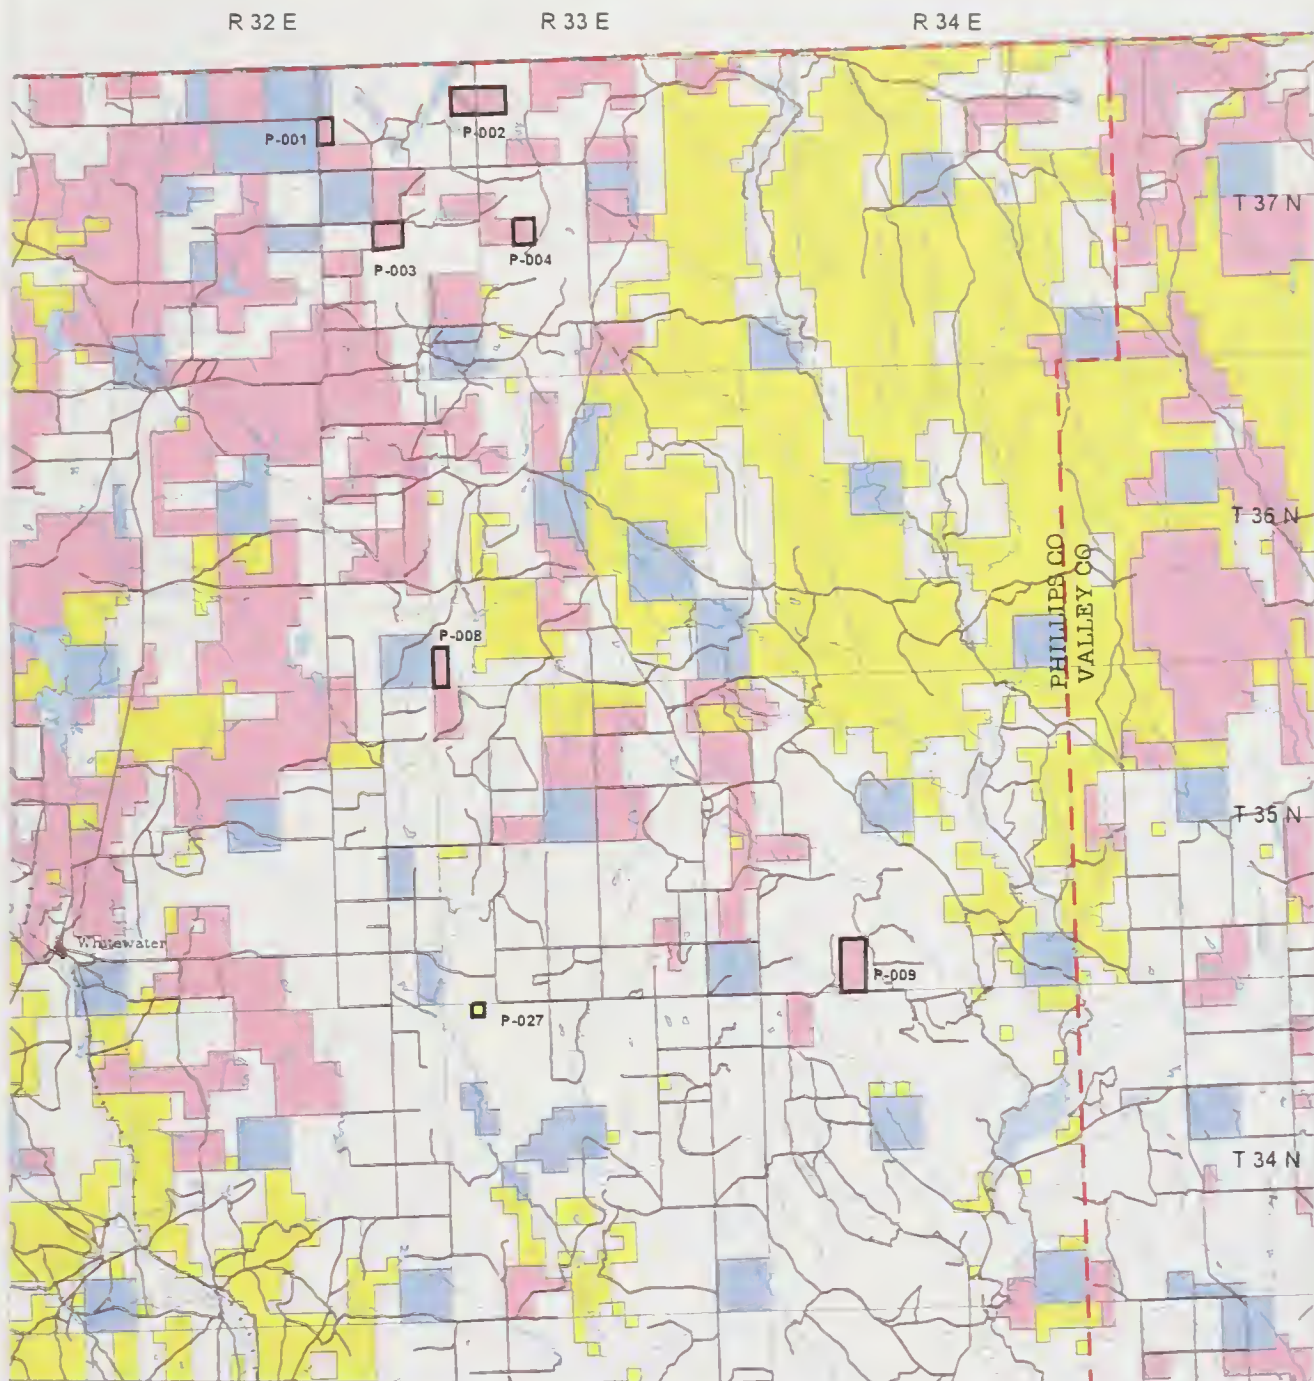 R 32 E
R 33 E
R 34 E
P-001
P-002
T 37 N
P-003
P-004
T 36 N
PHILLIPS CO
VALLEY CO
P-008
T 35 N
Whitewater
P-009
P-027
T 34 N